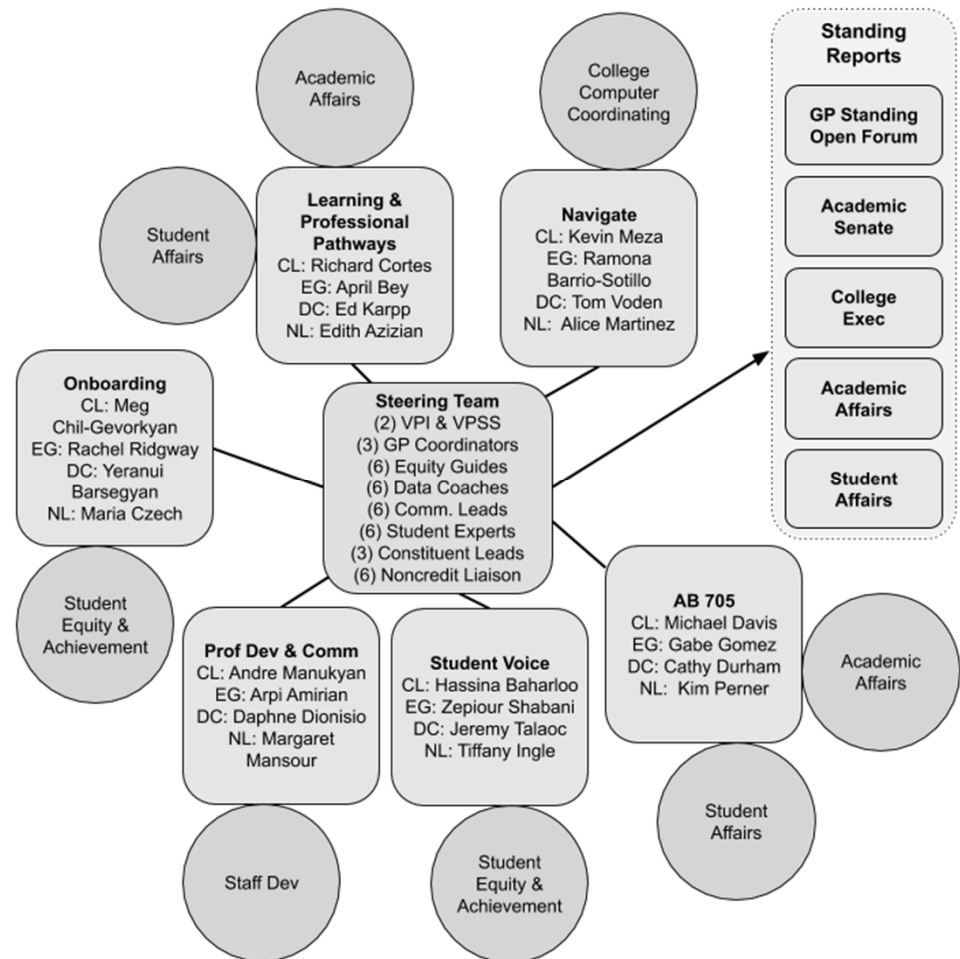 Academic
Affairs
College
Computer
Coordinating
Standing
Reports
GP Standing
Open Forum
Academic
Senate
College
Exec
Academic
Affairs
Student
Affairs
Student
Affairs
Learning &
Professional
Pathways
CL: Richard Cortes
EG: April Bey
DC: Ed Karpp
NL: Edith Azizian
Navigate
CL: Kevin Meza
EG: Ramona
Barrio-Sotillo
DC: Tom Voden
NL: Alice Martinez
Onboarding
CL: Meg
Chil-Gevorkyan
EG: Rachel Ridgway
DC: Yeranui
Barsegyan
NL: Maria Czech
Steering Team
(2) VPI & VPSS
(3) GP Coordinators
(6) Equity Guides
(6) Data Coaches
(6) Comm. Leads
(6) Student Experts
(3) Constituent Leads
(6) Noncredit Liaison
Student
Equity &
Achievement
Prof Dev & Comm
CL: Andre Manukyan
EG: Arpi Amirian
DC: Daphne Dionisio
NL: Margaret
Mansour
Student Voice
CL: Hassina Baharloo
EG: Zepiour Shabani
DC: Jeremy Talaoc
NL: Tiffany Ingle
AB 705
CL: Michael Davis
EG: Gabe Gomez
DC: Cathy Durham
NL: Kim Perner
Academic
Affairs
Student
Affairs
Staff Dev
Student
Equity &
Achievement